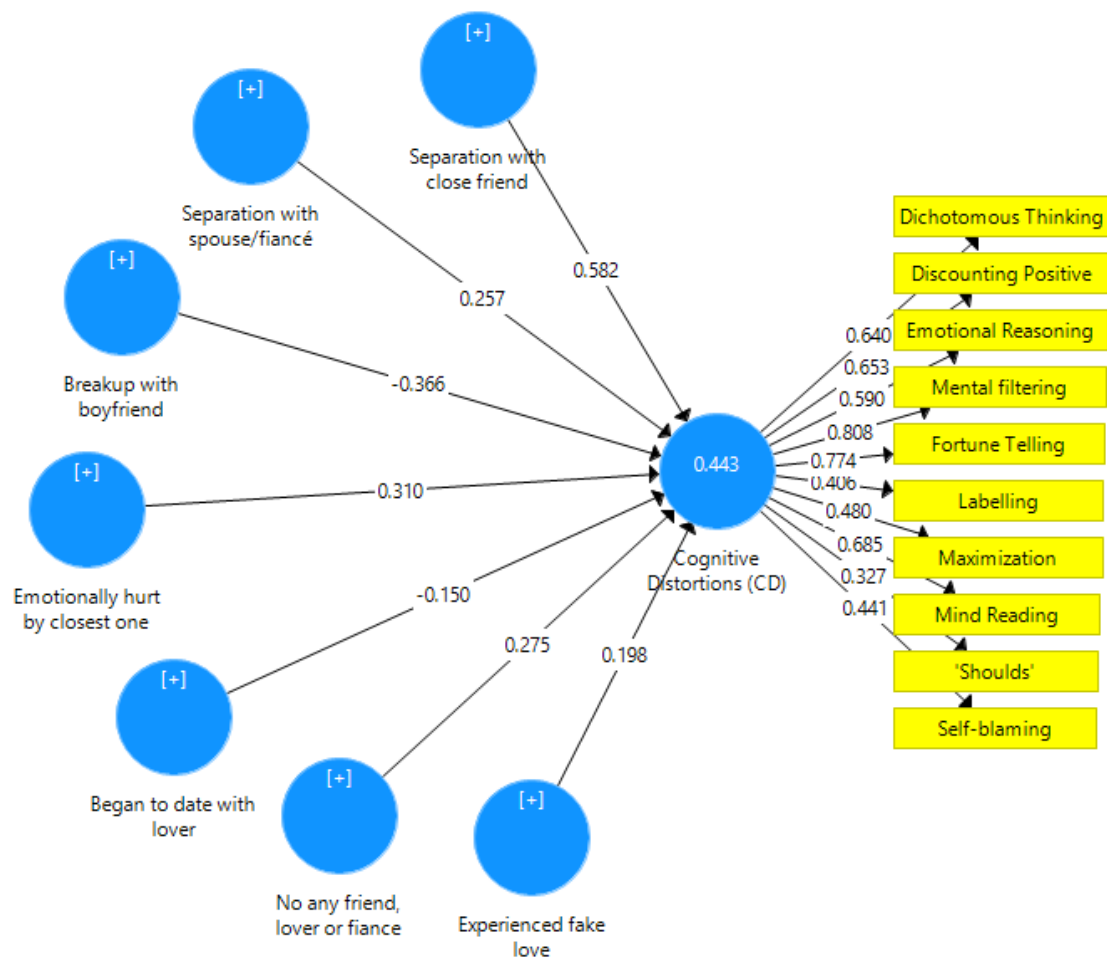 [+]
Separation with
close friend
[+]
Separation with
spouse/fiancé
[+]
Breakup with
boyfriend
[+]
Emotionally hurt
by closest one
[+]
Began to date with
lover
[+]
No any friend,
lover or fiance
[+]
Experienced fake
love
0.582
0.257
-0.366
0.310
-0.150
0.275
0.198
0.443
Cognitive
Distortions (CD)
0.640
0.653
0.590
0.808
0.774
0.406
0.480
0.685
0.327
0.441
Dichotomous Thinking
Discounting Positive
Emotional Reasoning
Mental filtering
Fortune Telling
Labelling
Maximization
Mind Reading
'Shoulds'
Self-blaming